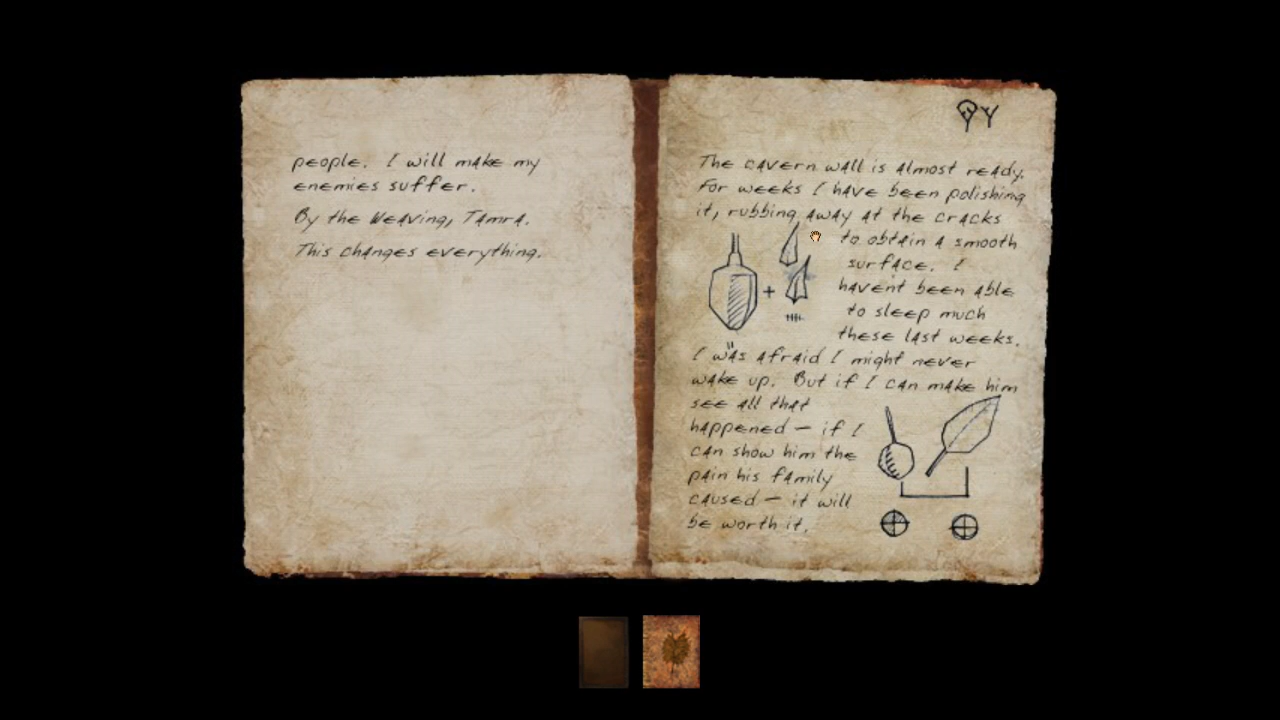 people. I will make my
enemies suffer.
By the Weaving, Tamra.
This changes everything.
The cavern wall is almost ready.
For weeks I have been polishing
it, rubbing away at the cracks
to obtain a smooth
surface. I
havent been able
to sleep much
these last weeks.
I was afraid I might never
wake up. But if I can make him
see all that
happened — if I
can show him the
pain his family
caused — it will
be worth it.